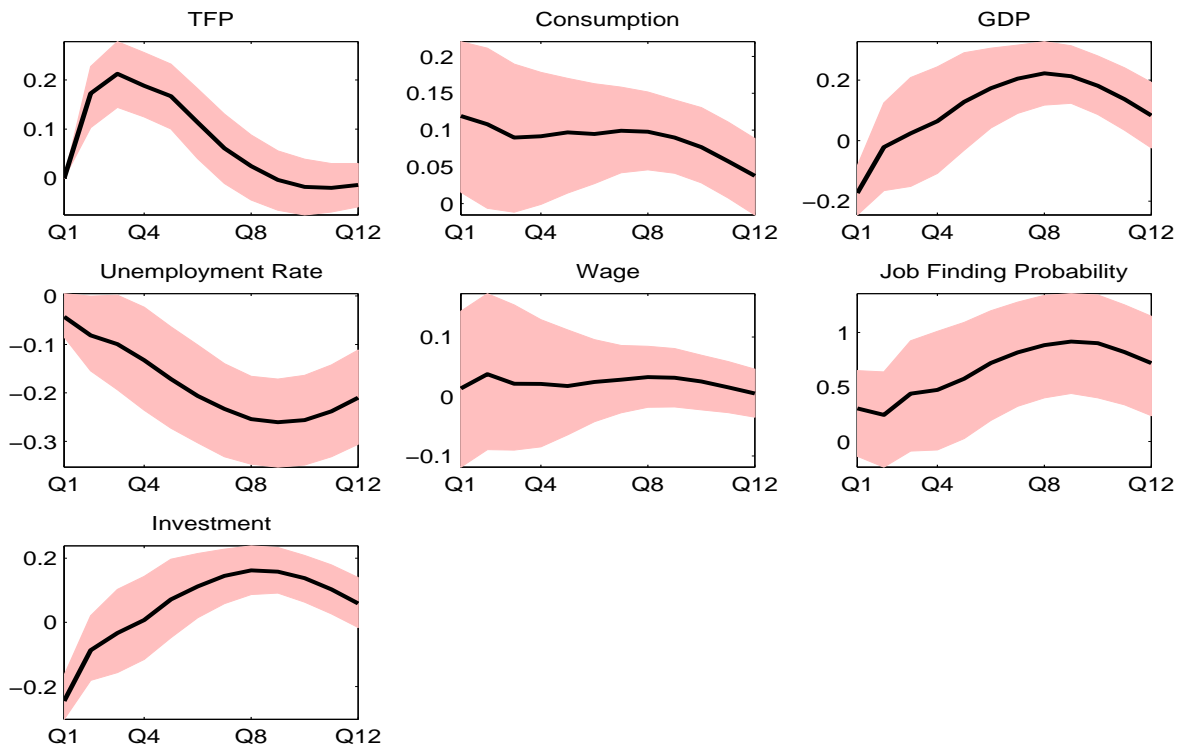 TFP
Consumption
GDP
0.2
0.1
0
Q1 Q4 Q8 Q12
0.2
0.15
0.1
0.05
0
Q1 Q4 Q8 Q12
0.2
0
−0.2
Q1 Q4 Q8 Q12
Unemployment Rate
Wage
Job Finding Probability
0
−0.1
−0.2
−0.3
Q1 Q4 Q8 Q12
0.1
0
−0.1
Q1 Q4 Q8 Q12
1
0.5
0
Q1 Q4 Q8 Q12
Investment
0.2
0
−0.2
Q1 Q4 Q8 Q12